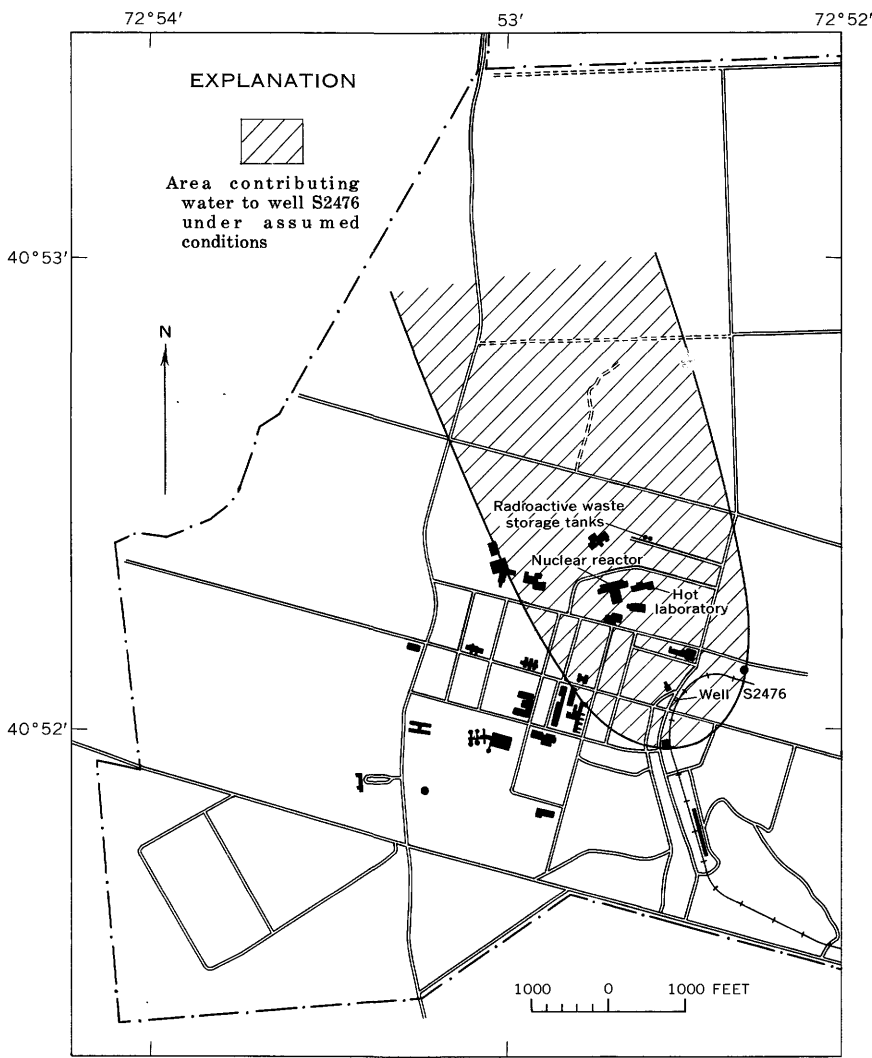 72°54′ 53′ 72°52′
EXPLANATION
Area contributing
water to well S2476
under assumed
conditions
40°53′
N
Radioactive waste
storage tanks
Nuclear reactor
Hot
laboratory
Well S2476
40°52′
1000 0 1000 FEET